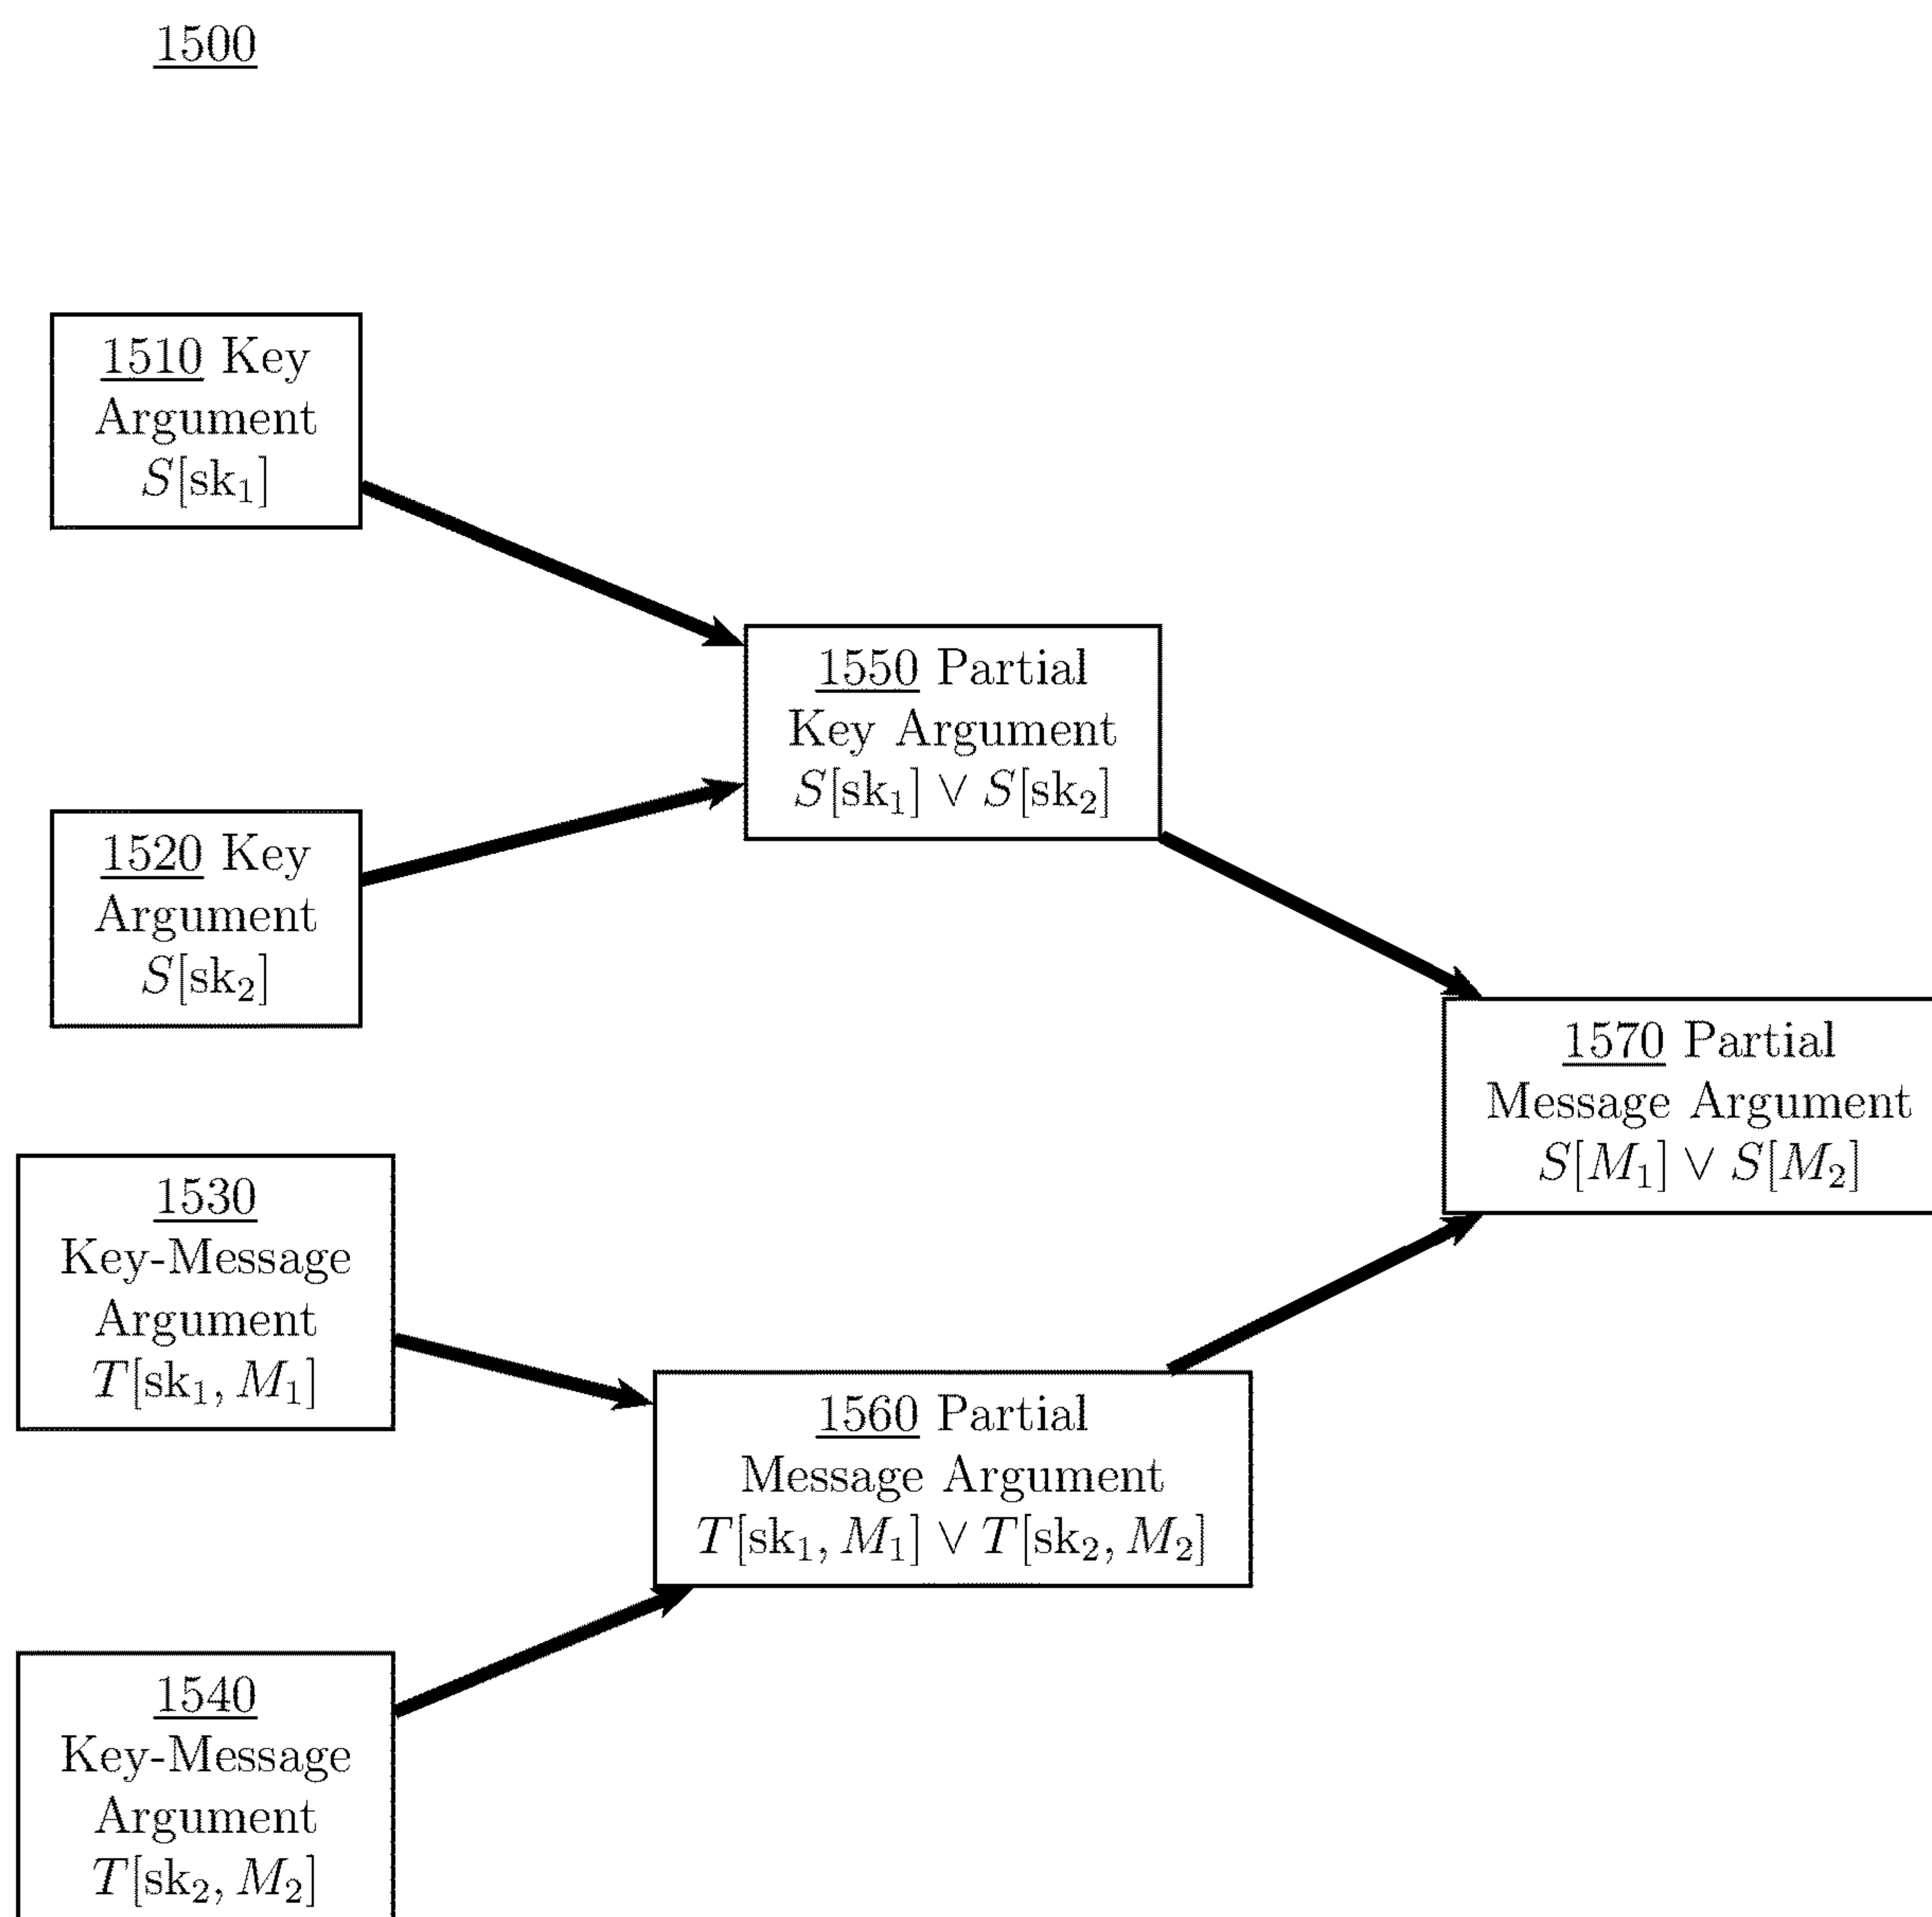 1500
1510 Key
Argument
S[sk₁]
1520 Key
Argument
S[sk₂]
1530
Key-Message
Argument
T[sk₁, M₁]
1540
Key-Message
Argument
T[sk₂, M₂]
1550 Partial
Key Argument
S[sk₁] ∨ S[sk₂]
1560 Partial
Message Argument
T[sk₁, M₁] ∨ T[sk₂, M₂]
1570 Partial
Message Argument
S[M₁] ∨ S[M₂]